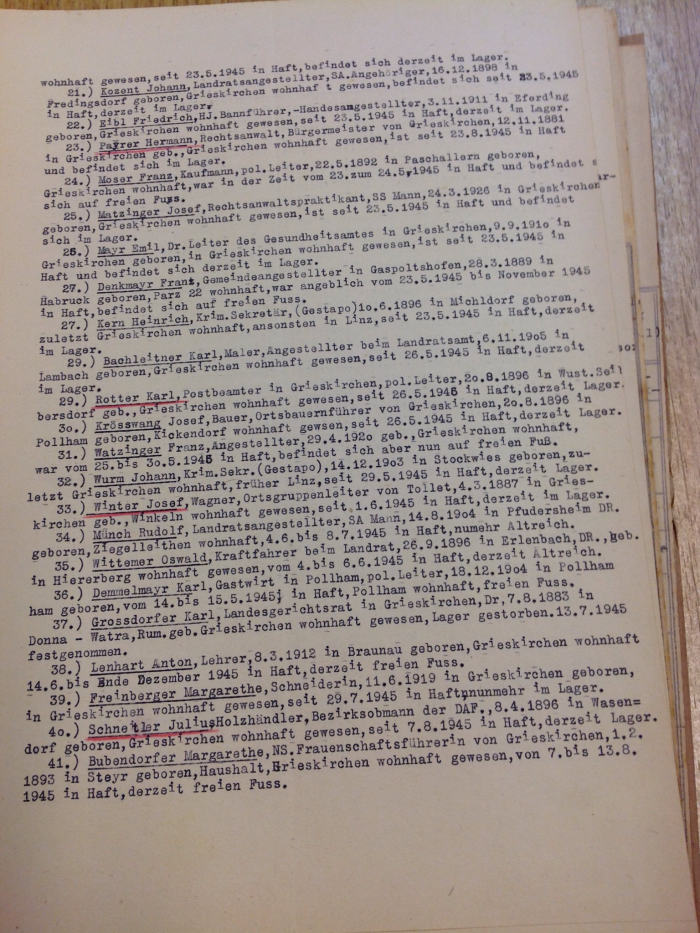 wohnhaft gewesen,seit 23.5.1945 in Haft,befindet sich derzeit im Lager.
21.) Kozent Johann,Landratsangestellter,SA.Angehöriger,16.12.1898 in
Fredingsdorf geboren,Grieskirchen wohnhaf t gewesen,befindet sich seit 23.5.1945
in Haft,derzeit im Lager.
22.) Eibl Friedrich,HJ.Bannführer,-Handesangestellter,3.11.1911 in Eferding
geboren,Grieskirchen wohnhaft gewesen,seit 23.5.1945 in Haft,derzeit im Lager.
23.) Payrer Hermann,Rechtsanwalt,Bürgermeister von Grieskirchen,12.11.1881
in Grieskirchen geb.,Grieskirchen wohnhaft gewesen,ist seit 23.8.1945 in Haft
und befindet sich im Lager.
24.) Moser Franz,Kaufmann,pol.Leiter,22.5.1892 in Paschallern geboren,
Grieskirchen wohnhaft,war in der Zeit vom 23.zum 24.5.1945 in Haft und befindet s
sich auf freien Fuss.
25.) Matzinger Josef,Rechtsanwaltspraktikant,SS Mann,24.3.1926 in Grieskirchen
geboren,Grieskirchen wohnhaft gewesen,ist seit 23.5.1945 in Haft und befindet
sich im Lager.
26.) Mayr Emil,Dr.Leiter des Gesundheitsamtes in Grieskirchen,9.9.191o in
Grieskirchen geboren,in Grieskirchen wohnhaft gewesen,ist seit 23.5.1945 in
Haft und befindet sich derzeit im Lager.
27.) Denkmayr Franz,Gemeindeangestellter in Gaspoltshofen,28.3.1889 in
Habruck geboren,Parz 22 wohnhaft,war angeblich vom 23.5.1945 bis November 1945
in Haft,befindet sich auf freien Fuss.
27.) Kern Heinrich,Krim.Sekretär,(Gestapo)1o.6.1896 in Michldorf geboren,
zuletzt Grieskirchen wohnhaft,ansonsten in Linz,seit 23.5.1945 in Haft,derzeit
im Lager.
29.) Bachleitner Karl,Maler,Angestellter beim Landratsamt,6.11.19o5 in
Lambach geboren,Grieskirchen wohnhaft gewesen,seit 26.5.1945 in Haft,derzeit
im Lager.
29.) Rotter Karl,Postbeamter in Grieskirchen,pol.Leiter,2o.8.1896 in Wust.Seil
bersdorf geb.,Grieskirchen wohnhaft gewesen,seit 26.5.1945 in Haft,derzeit Lager.
3o.) Krösswang Josef,Bauer,Ortsbauernführer von Grieskirchen,2o.8.1896 in
Pollham geboren,Kickendorf wohnhaft gewsen,seit 26.5.1945 in Haft,derzeit Lager.
31.) Watzinger Franz,Angestellter,29.4.192o geb.,Grieskirchen wohnhaft,
war vom 25.bis 3o.5.1945 in Haft,befindet sich aber nun auf freien Fuß.
32.) Wurm Johann,Krim.Sekr.(Gestapo),14.12.19o3 in Stockwies geboren,zu-
letzt Grieskirchen wohnhaft,früher Linz,seit 29.5.1945 in Haft,derzeit Lager.
33.) Winter Josef,Wagner,Ortsgruppenleiter von Tollet,4.3.1887 in Gries-
kirchen geb.,Winkeln wohnhaft gewesen,seit 1.6.1945 in Haft,derzeit im Lager.
34.) Münch Rudolf,Landratsangestellter,SA Mann,14.8.19o4 in Pfudersheim DR.
geboren,Ziegelleithen wohnhaft,4.6.bis 8.7.1945 in Haft,numehr Altreich.
35.) Wittemer Oswald,Kraftfahrer beim Landrat,26.9.1896 in Erlenbach,DR.,geb.
in Hiererberg wohnhaft gewesen,vom 4.bis 6.6.1945 in Haft,derzeit Altreich.
36.) Demmelmayr Karl,Gastwirt in Pollham,pol.Leiter,18.12.19o4 in Pollham
ham geboren,vom 14.bis 15.5.1945; in Haft,Pollham wohnhaft,freien Fuss.
37.) Grossdorfer Karl,Landesgerichtsrat in Grieskirchen,Dr,7.8.1883 in
Donna - Watra,Rum.geb.Grieskirchen wohnhaft gewesen,Lager gestorben.13.7.1945
festgenommen.
38.) Lenhart Anton,Lehrer,8.3.1912 in Braunau geboren,Grieskirchen wohnhaft
14.6.bis Ende Dezember 1945 in Haft,derzeit freien Fuss.
39.) Freinberger Margarethe,Schneiderin,11.6.1919 in Grieskirchen geboren,
in Grieskirchen wohnhaft gewesen,seit 29.7.1945 in Haft,nunmehr im Lager.
4o.) Schnetler Julius,Holzhändler,Bezirksobmann der DAF.,8.4.1896 in Wasen=
dorf geboren,Grieskirchen wohnhaft gewesen,seit 7.8.1945 in Haft,derzeit Lager.
41.) Bubendorfer Margarethe,NS.Frauenschaftsführerin von Grieskirchen,1.2.
1893 in Steyr geboren,Haushalt,Grieskirchen wohnhaft gewesen,von 7.bis 13.8.
1945 in Haft,derzeit freien Fuss.